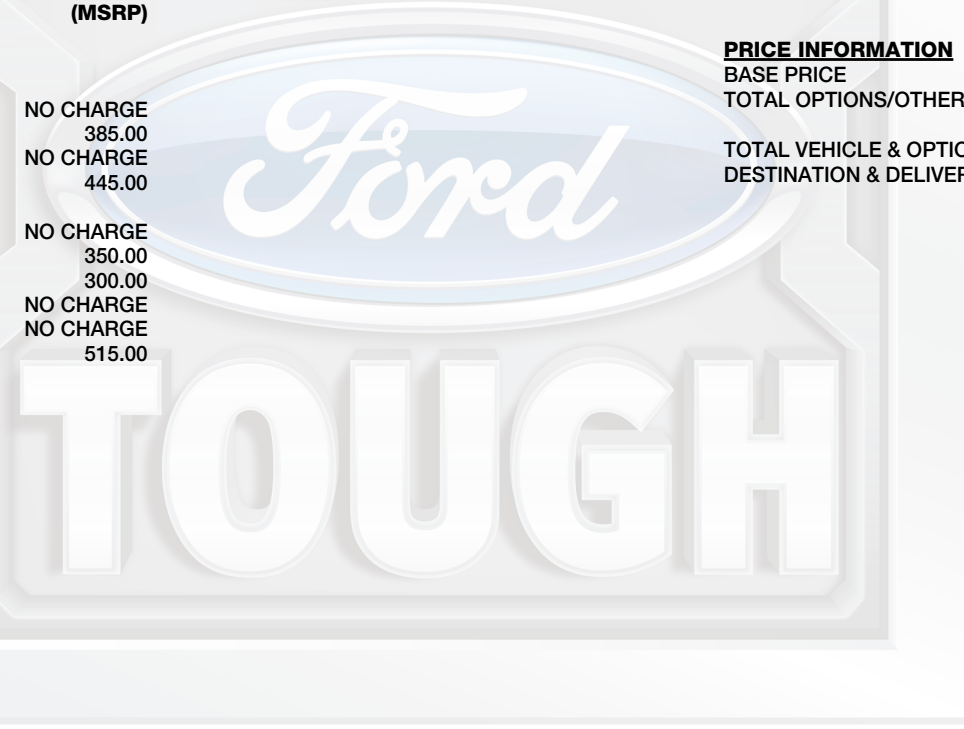 (MSRP)
NO CHARGE
385.00
NO CHARGE
445.00
NO CHARGE
350.00
300.00
NO CHARGE
NO CHARGE
515.00
PRICE INFORMATION
BASE PRICE
TOTAL OPTIONS/OTHER
TOTAL VEHICLE & OPTIO
DESTINATION & DELIVER
Ford
TOUGH